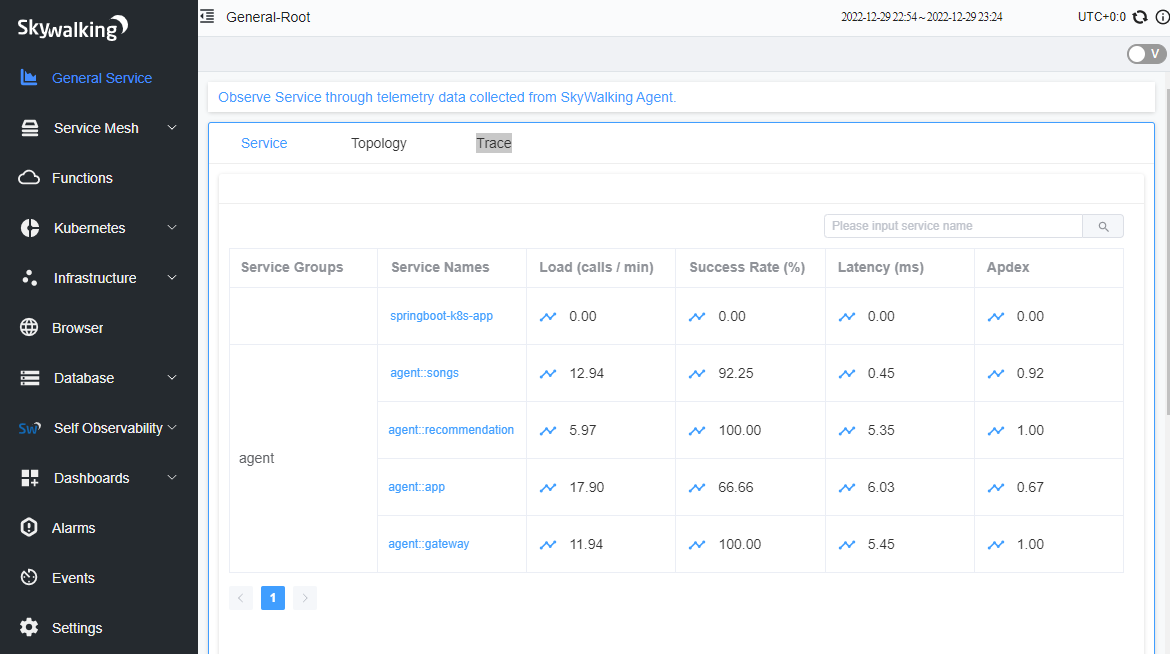 Skywalking
General Service
Service Mesh
Functions
Kubernetes
Infrastructure
Browser
Database
Sw Self Observability
Dashboards
Alarms
Events
Settings
General-Root 2022-12-29 22:54 ~ 2022-12-29 23:24 UTC+0:0
V
Observe Service through telemetry data collected from SkyWalking Agent.
Service Topology Trace
Please input service name
Service Groups Service Names Load (calls / min) Success Rate (%) Latency (ms) Apdex
springboot-k8s-app 0.00 0.00 0.00 0.00
agent
agent::songs 12.94 92.25 0.45 0.92
agent::recommendation 5.97 100.00 5.35 1.00
agent::app 17.90 66.66 6.03 0.67
agent::gateway 11.94 100.00 5.45 1.00
1